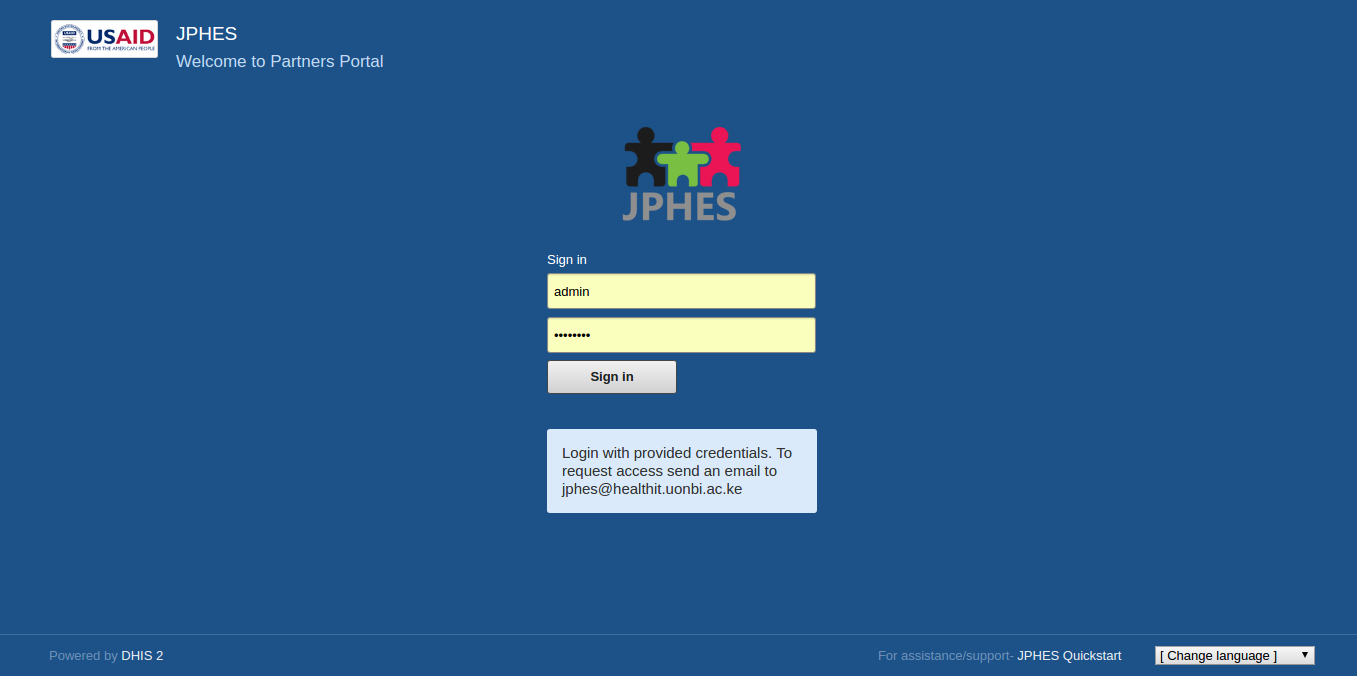 USAID
FROM THE AMERICAN PEOPLE
JPHES
Welcome to Partners Portal
JPHES
Sign in
admin
••••••••
Sign in
Login with provided credentials. To
request access send an email to
jphes@healthit.uonbi.ac.ke
Powered by DHIS 2
For assistance/support- JPHES Quickstart
[ Change language ]